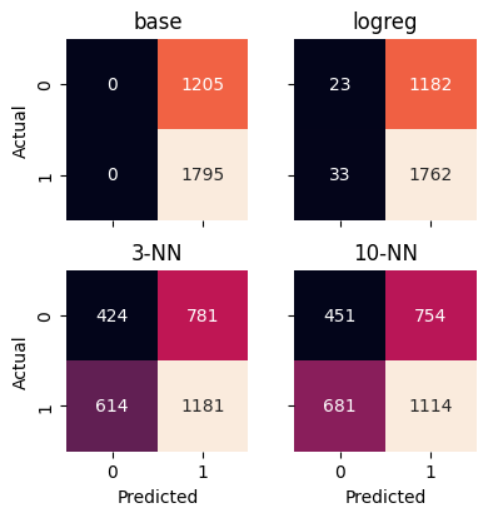 base logreg
Actual 0 0 1205 23 1182
1 0 1795 33 1762
3-NN 10-NN
Actual 0 424 781 451 754
1 614 1181 681 1114
0 1 0 1
Predicted Predicted